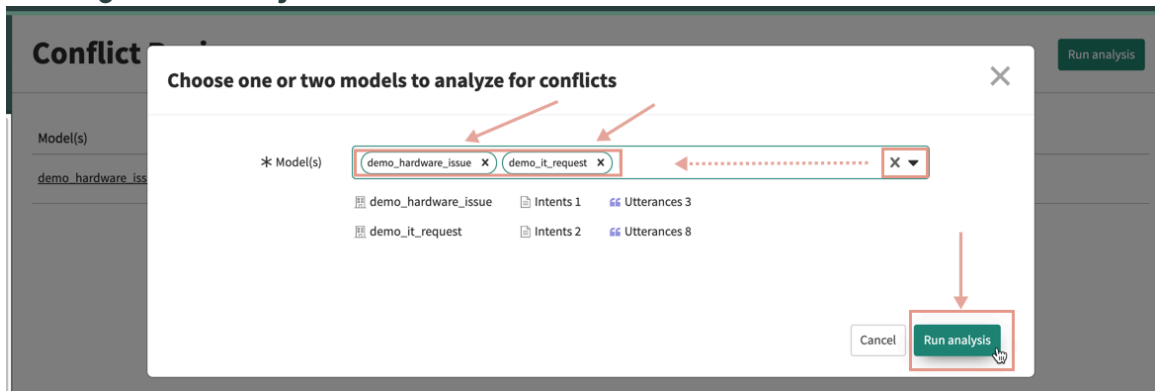 Conflict
Run analysis
Choose one or two models to analyze for conflicts
Model(s)
demo_hardware_iss
* Model(s)
demo_hardware_issue x demo_it_request x
x
demo_hardware_issue Intents 1 Utterances 3
demo_it_request Intents 2 Utterances 8
Cancel Run analysis